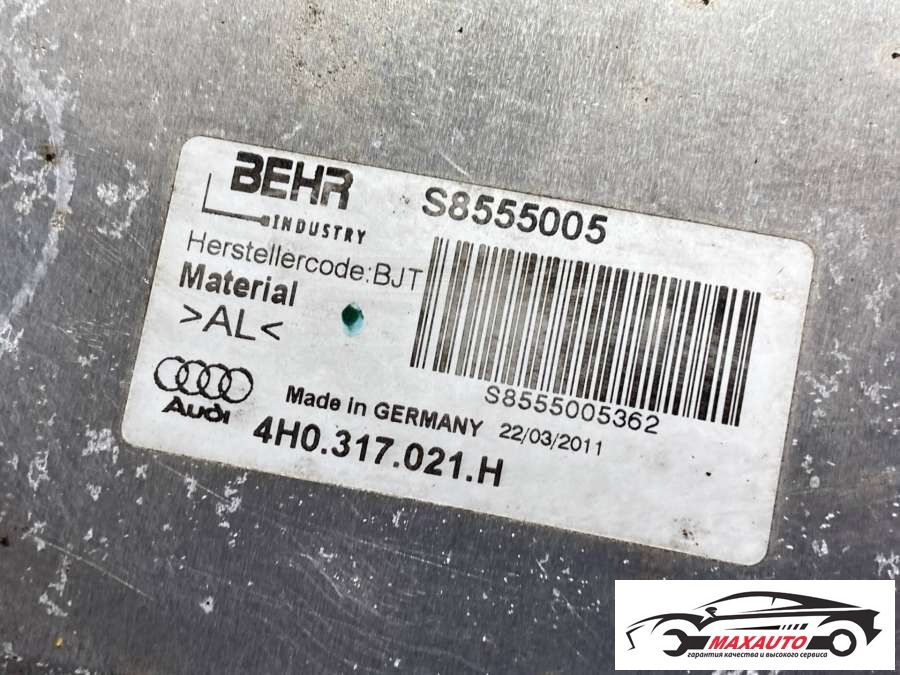 BEHR
INDUSTRY
S8555005
Herstellercode:BJT
Material
>AL<
S8555005362
Audi
Made in GERMANY 22/03/2011
4H0.317.021.H
MAXAUTO
гарантия качества и высокого сервиса